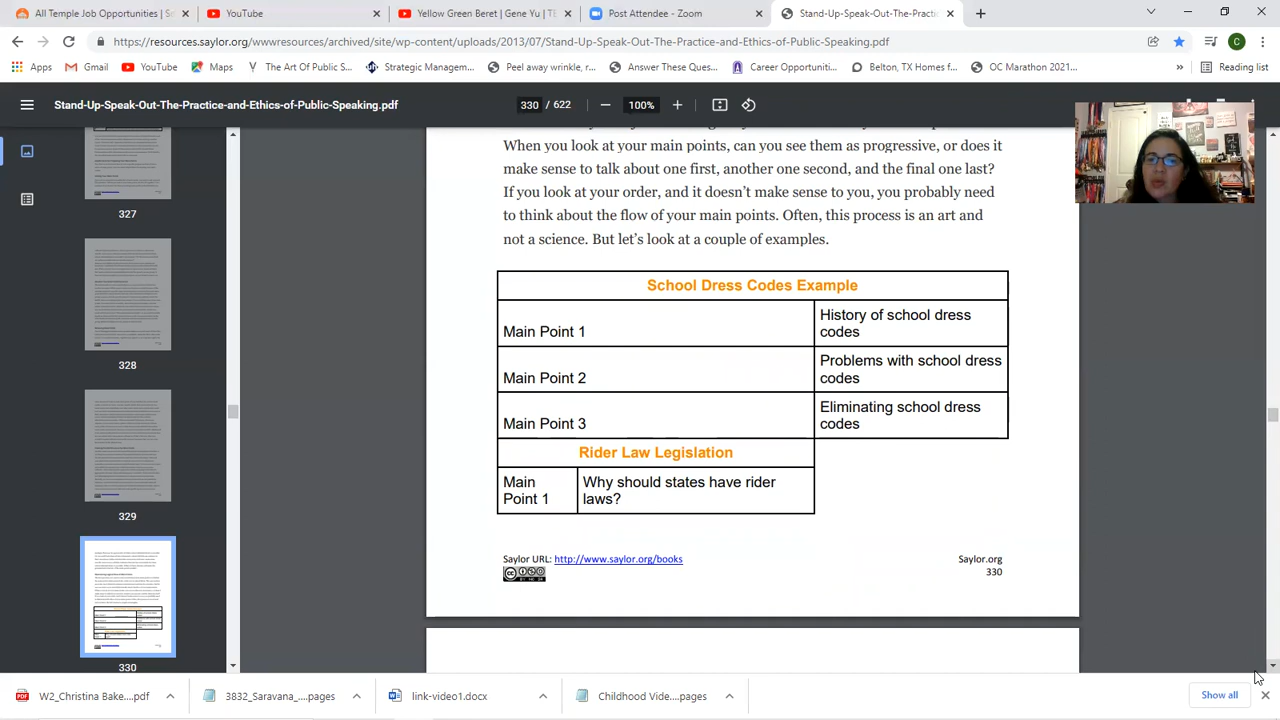 All Temple Job Opportunities | S
YouTube
Yellow Green Beret | Gene Yu | TE
Post Attendee - Zoom
Stand-Up-Speak-Out-The-Practic
https://resources.saylor.org/wwwresources/archived/site/wp-content/uploads/2013/07/Stand-Up-Speak-Out-The-Practice-and-Ethics-of-Public-Speaking.pdf
C
Apps
Gmail
YouTube
Maps
The Art Of Public S...
Strategic Managem...
Peel away wrinkle, r...
Answer These Ques...
Career Opportuniti...
Belton, TX Homes f...
OC Marathon 2021...
»
Reading list
Stand-Up-Speak-Out-The-Practice-and-Ethics-of-Public-Speaking.pdf
330 / 622
100%
327
328
329
330
When you look at your main points, can you see them as progressive, or does it
make sense to talk about one first, another one second, and the final one last?
If you look at your order, and it doesn't make sense to you, you probably need
to think about the flow of your main points. Often, this process is an art and
not a science. But let's look at a couple of examples.
School Dress Codes Example
Main Point 1
History of school dress
codes
Main Point 2
Problems with school dress
codes
Main Point 3
Eliminating school dress
codes
Rider Law Legislation
Main
Point 1
Why should states have rider
laws?
Saylor URL: http://www.saylor.org/books
Saylor.org
330
W2_Christina Bake....pdf
3832_Saravana_....pages
link-video1.docx
Childhood Vide....pages
Show all